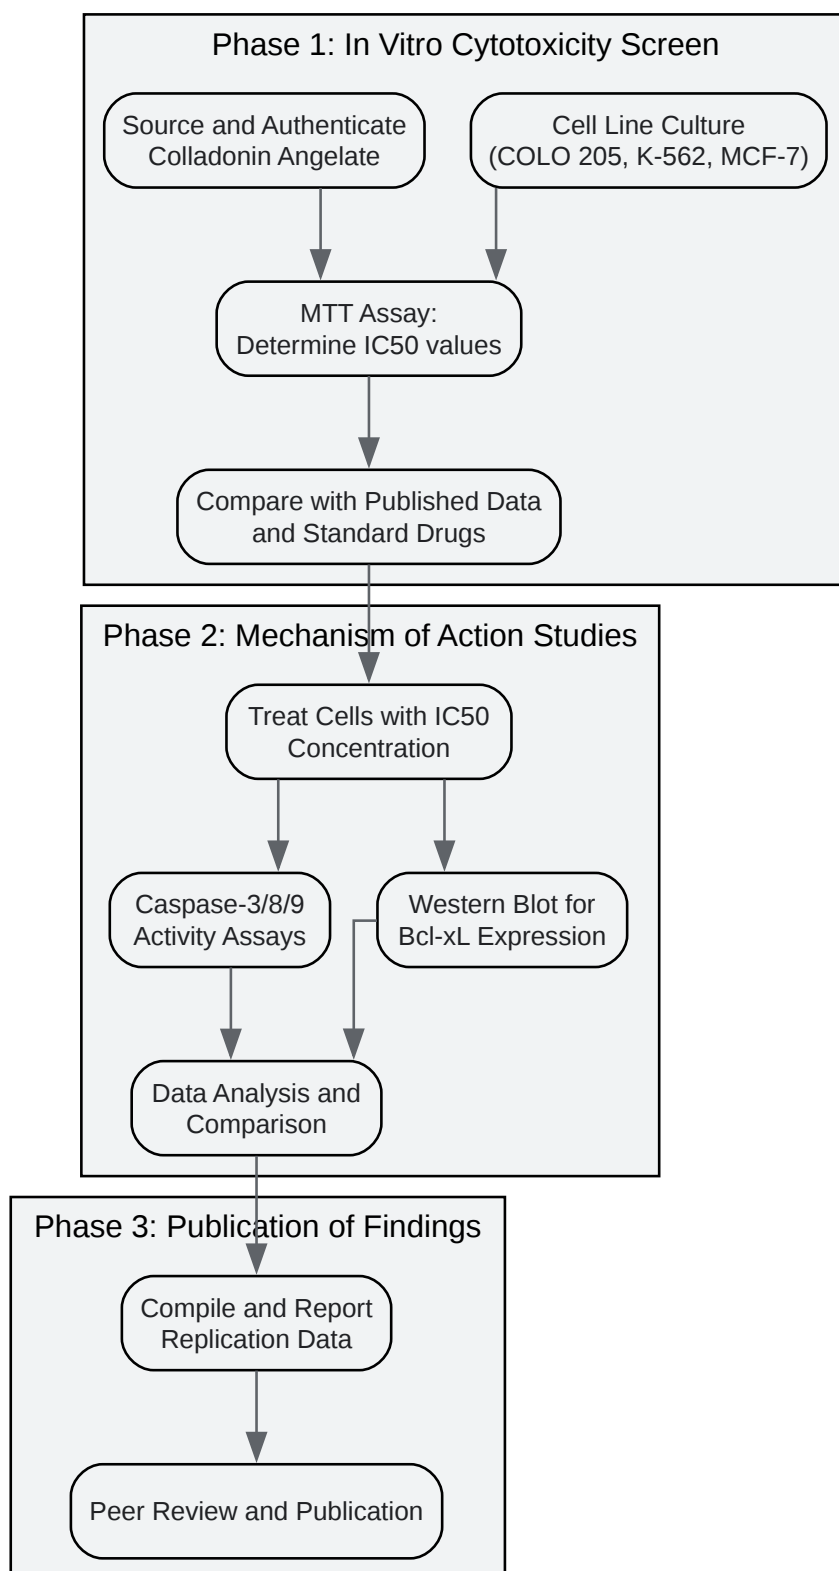 Phase 1: In Vitro Cytotoxicity Screen
Source and Authenticate
Colladonin Angelate
Cell Line Culture
(COLO 205, K-562, MCF-7)
MTT Assay:
Determine IC50 values
Compare with Published Data
and Standard Drugs
Phase 2: Mechanism of Action Studies
Treat Cells with IC50
Concentration
Caspase-3/8/9
Activity Assays
Western Blot for
Bcl-xL Expression
Data Analysis and
Comparison
Phase 3: Publication of Findings
Compile and Report
Replication Data
Peer Review and Publication